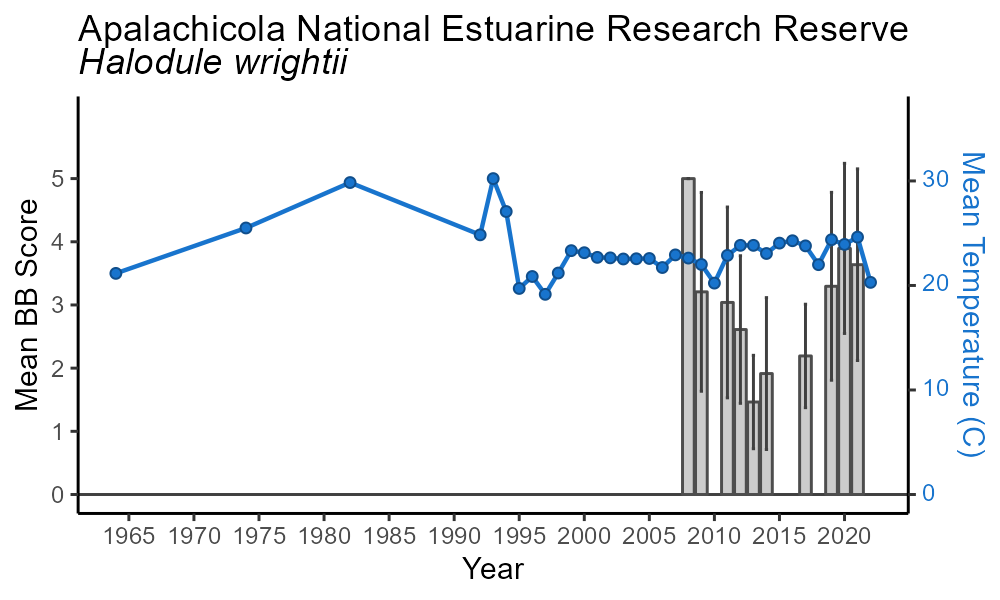 Apalachicola National Estuarine Research Reserve
Halodule wrightii
Mean BB Score
5
4
3
2
1
0
30
20
10
0
Mean Temperature (C)
1965 1970 1975 1980 1985 1990 1995 2000 2005 2010 2015 2020
Year